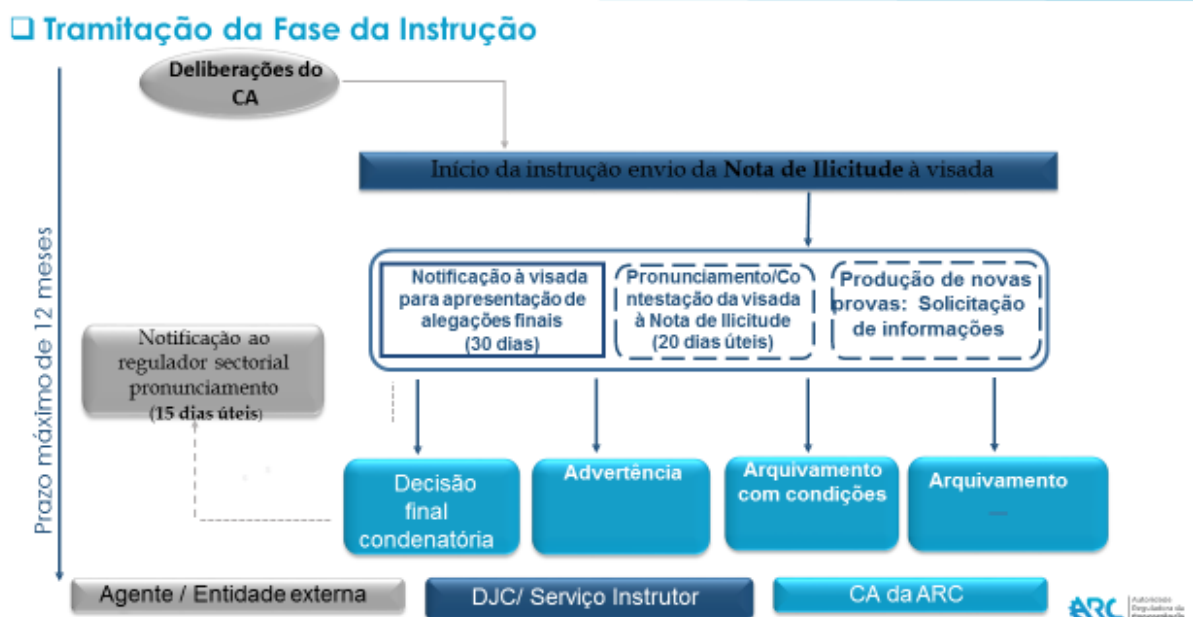 ❑ Tramitação da Fase da Instrução
Deliberações do
CA
Início da instrução envio da Nota de Ilicitude à visada
Notificação à visada
para apresentação de
alegações finais
(30 dias)
Pronunciamento/Co
ntestação da visada
à Nota de Ilicitude
(20 dias úteis)
Produção de novas
provas: Solicitação
de informações
Prazo máximo de 12 meses
Notificação ao
regulador sectorial
pronunciamento
(15 dias úteis)
Decisão
final
condenatória
Advertência
Arquivamento
com condições
Arquivamento
Agente / Entidade externa
DJC/ Serviço Instrutor
CA da ARC
ARC
Autoridade
Reguladora da